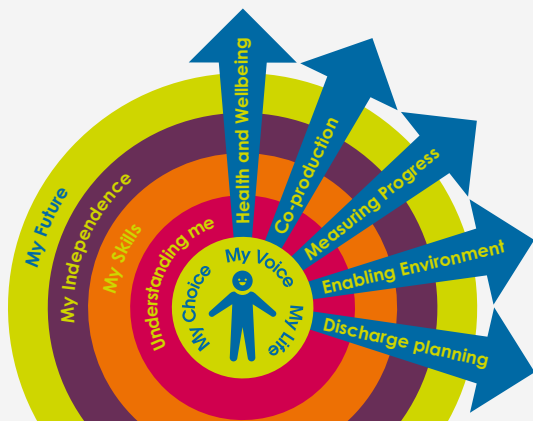 My Future
My Independence
My Skills
Understanding me
My Choice
My Voice
My Life
Health and Wellbeing
Co-production
Measuring Progress
Enabling Environment
Discharge planning